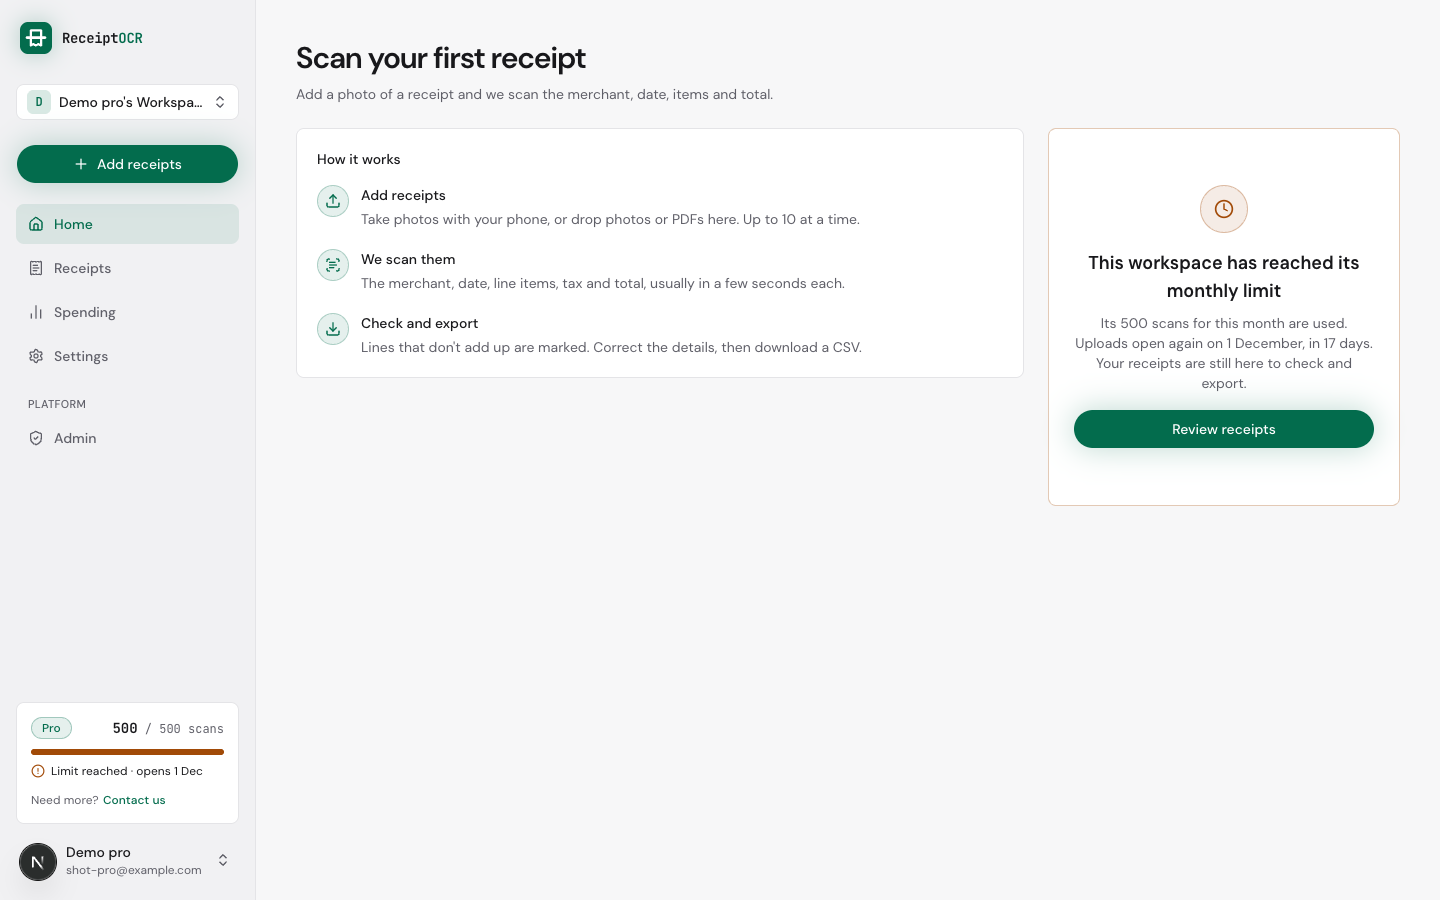 ReceiptOCR
D Demo pro's Workspa...
Add receipts
Home
Receipts
Spending
Settings
PLATFORM
Admin
Pro 500 / 500 scans
Limit reached · opens 1 Dec
Need more? Contact us
N Demo pro
shot-pro@example.com
Scan your first receipt
Add a photo of a receipt and we scan the merchant, date, items and total.
How it works
Add receipts
Take photos with your phone, or drop photos or PDFs here. Up to 10 at a time.
We scan them
The merchant, date, line items, tax and total, usually in a few seconds each.
Check and export
Lines that don't add up are marked. Correct the details, then download a CSV.
This workspace has reached its
monthly limit
Its 500 scans for this month are used.
Uploads open again on 1 December, in 17 days.
Your receipts are still here to check and
export.
Review receipts